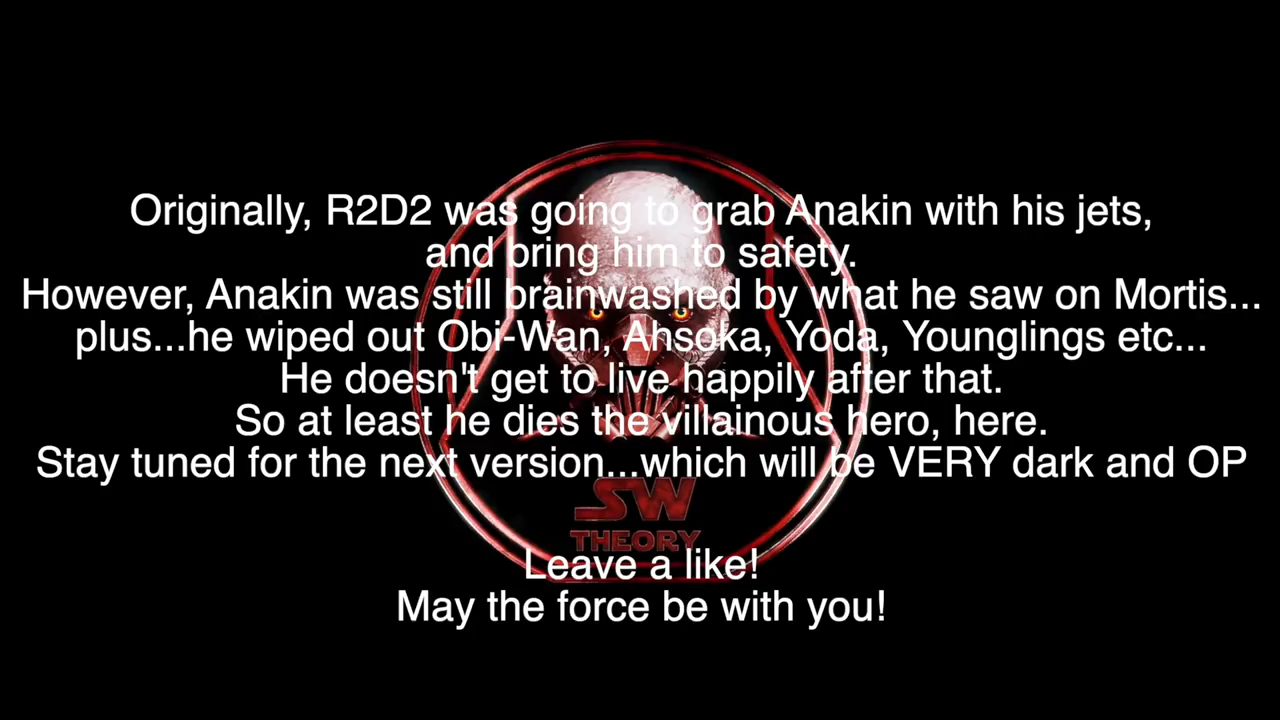 Originally, R2D2 was going to grab Anakin with his jets,
and bring him to safety.
However, Anakin was still brainwashed by what he saw on Mortis...
plus...he wiped out Obi-Wan, Ahsoka, Yoda, Younglings etc...
He doesn't get to live happily after that.
So at least he dies the villainous hero, here.
Stay tuned for the next version...which will be VERY dark and OP
SW
THEORY
Leave a like!
May the force be with you!